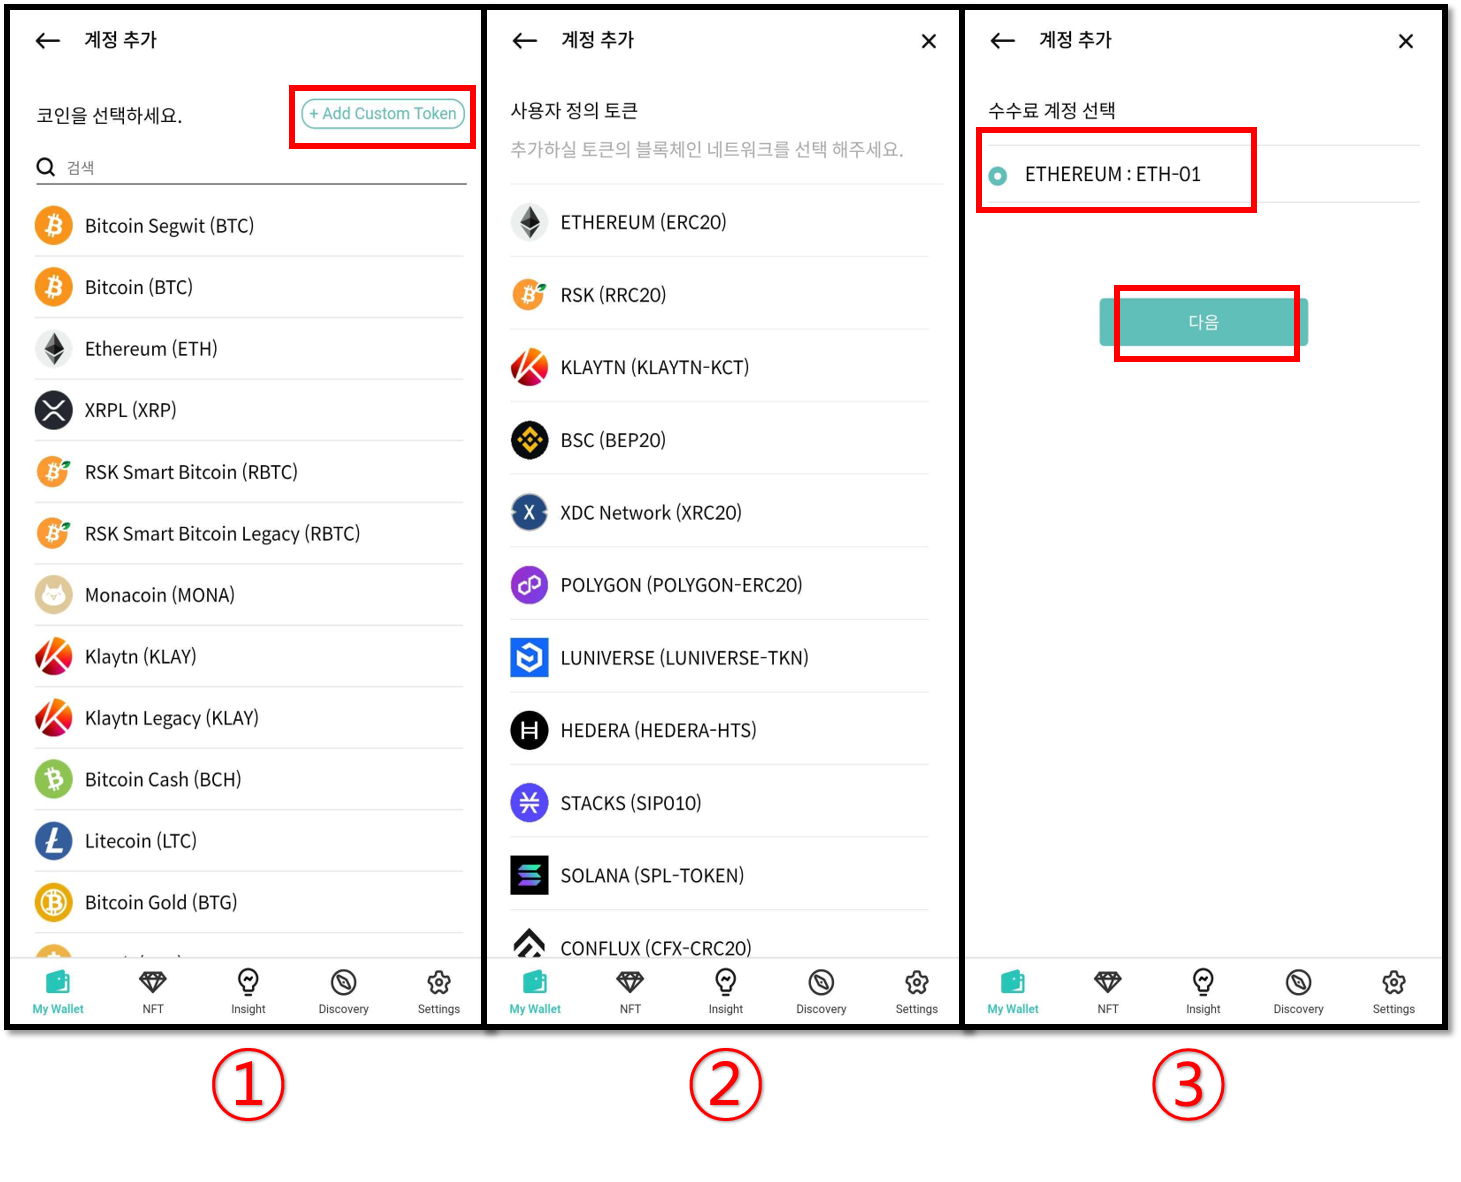 계정 추가
코인을 선택하세요.
+ Add Custom Token
검색
Bitcoin Segwit (BTC)
Bitcoin (BTC)
Ethereum (ETH)
XRPL (XRP)
RSK Smart Bitcoin (RBTC)
RSK Smart Bitcoin Legacy (RBTC)
Monacoin (MONA)
Klaytn (KLAY)
Klaytn Legacy (KLAY)
Bitcoin Cash (BCH)
Litecoin (LTC)
Bitcoin Gold (BTG)
My Wallet
NFT
Insight
Discovery
Settings
①
계정 추가
사용자 정의 토큰
추가하실 토큰의 블록체인 네트워크를 선택 해주세요.
ETHEREUM (ERC20)
RSK (RRC20)
KLAYTN (KLAYTN-KCT)
BSC (BEP20)
XDC Network (XRC20)
POLYGON (POLYGON-ERC20)
LUNIVERSE (LUNIVERSE-TKN)
HEDERA (HEDERA-HTS)
STACKS (SIP010)
SOLANA (SPL-TOKEN)
CONFLUX (CFX-CRC20)
My Wallet
NFT
Insight
Discovery
Settings
②
계정 추가
수수료 계정 선택
ETHEREUM : ETH-01
다음
My Wallet
NFT
Insight
Discovery
Settings
③